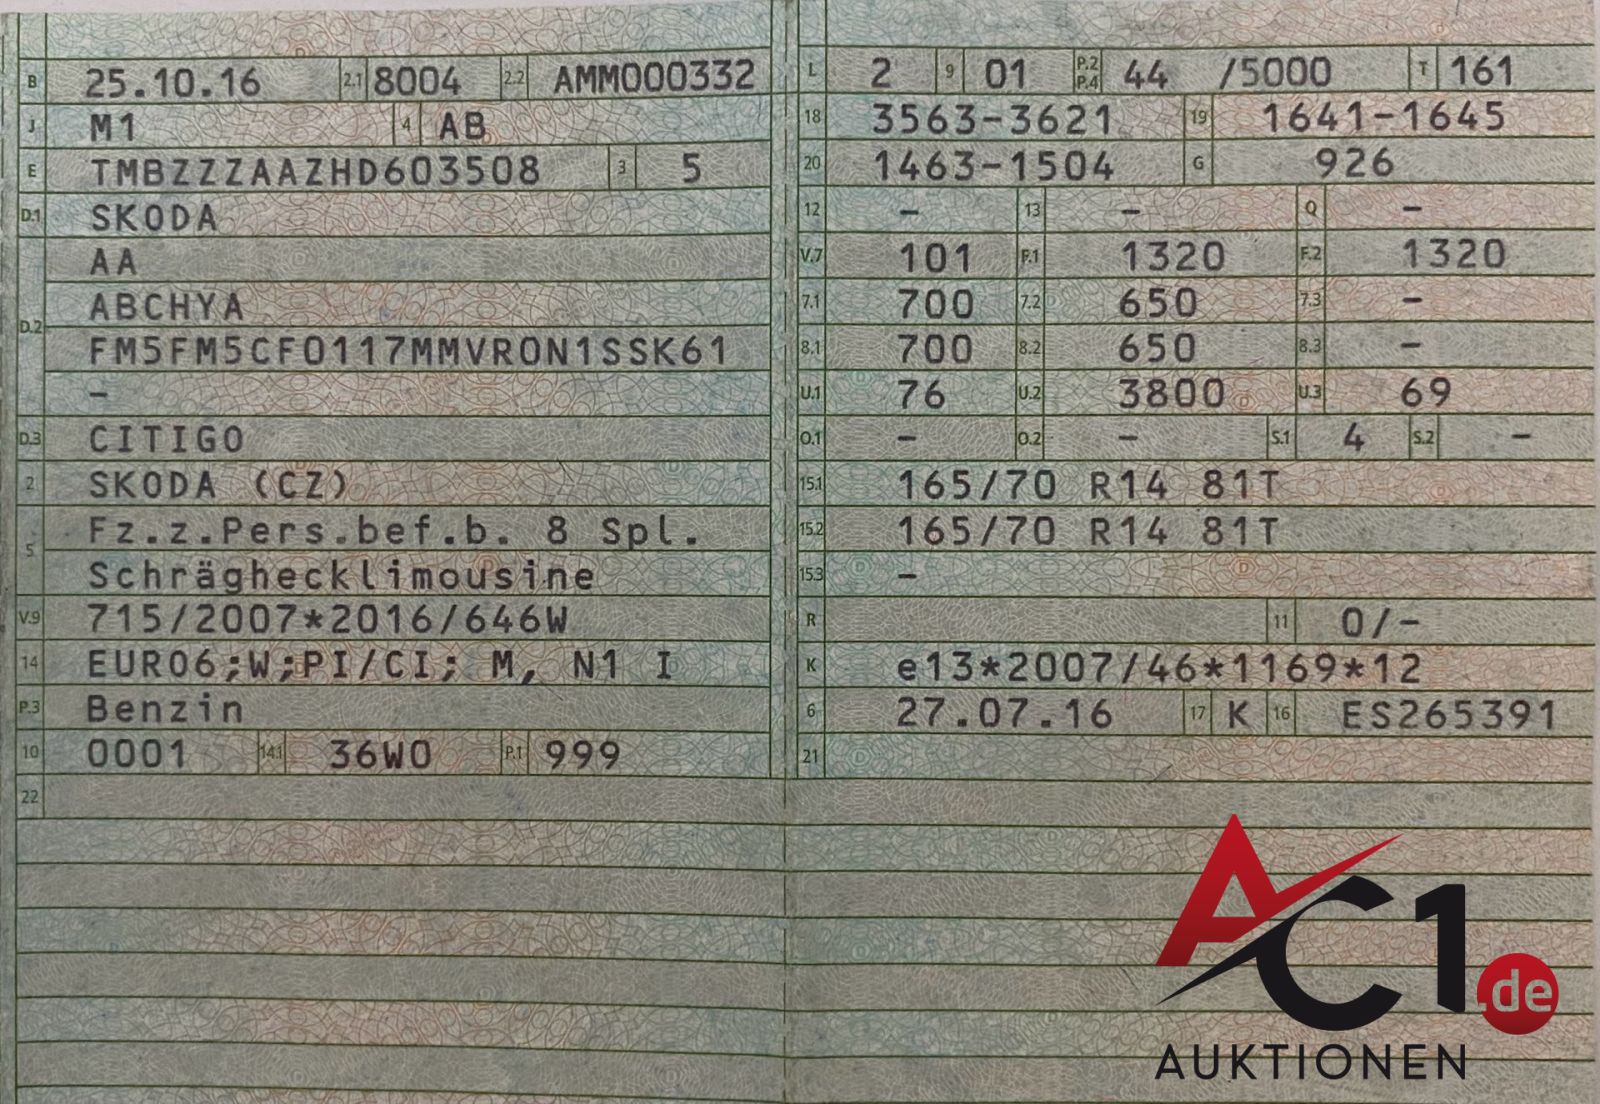 B 25.10.16 2.1 8004 2.2 AMM000332
J M1 4 AB
E TMBZZZAAZHD603508 3 5
D.1 SKODA
D.2 AA
ABCHYA
FM5FM5CF0117MMVR0N1SSK61
–
D.3 CITIGO
2 SKODA (CZ)
5 Fz.z.Pers.bef.b. 8 Spl.
Schräghecklimousine
V.9 715/2007*2016/646W
14 EURO6;W;PI/CI; M, N1 I
P.3 Benzin
10 0001 14.1 36W0 P.1 999
22
L 2 9 01 P.2 P.4 44 /5000 T 161
18 3563–3621 19 1641–1645
20 1463–1504 G 926
12 – 13 – Q –
V.7 101 F.1 1320 F.2 1320
7.1 700 7.2 650 7.3 –
8.1 700 8.2 650 8.3 –
U.1 76 U.2 3800 U.3 69
O.1 – O.2 – S.1 4 S.2 –
15.1 165/70 R14 81T
15.2 165/70 R14 81T
15.3 –
R 11 0/–
K e13*2007/46*1169*12
6 27.07.16 17 K 16 ES265391
21
AC1.de
AUKTIONEN